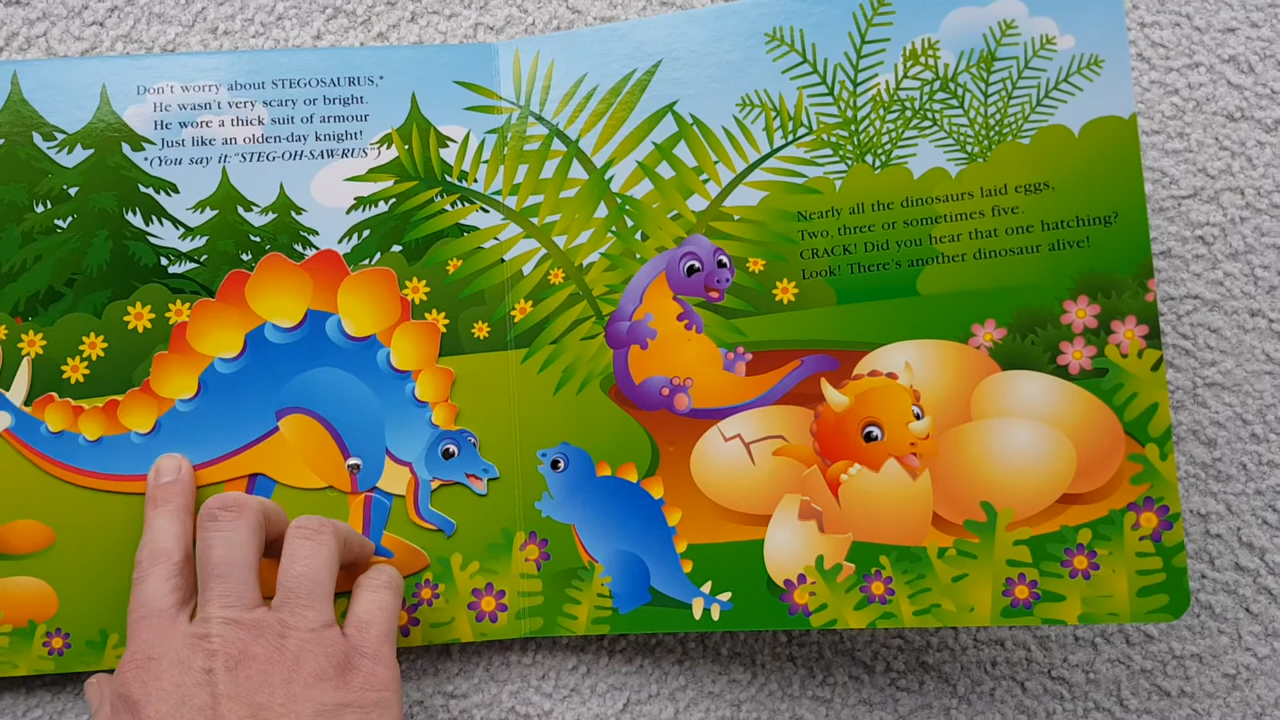 Don't worry about STEGOSAURUS,*
He wasn't very scary or bright.
He wore a thick suit of armour
Just like an olden-day knight!
*(You say it: "STEG-OH-SAW-RUS")
Nearly all the dinosaurs laid eggs,
Two, three or sometimes five.
CRACK! Did you hear that one hatching?
Look! There's another dinosaur alive!